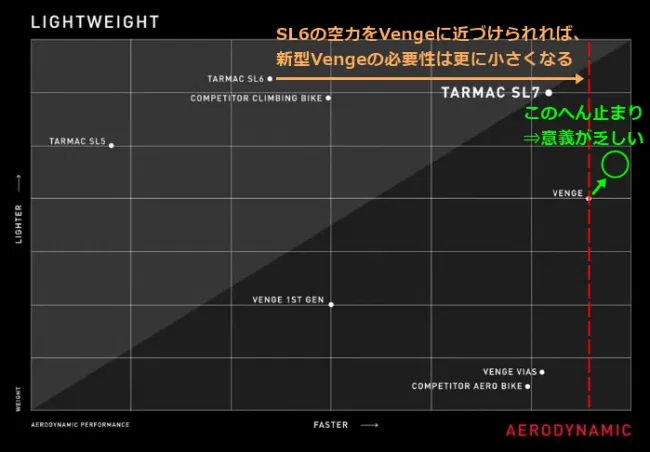 LIGHTWEIGHT
SL6の空力をVengeに近づけられれば、
新型Vengeの必要性は更に小さくなる
TARMAC SL6
COMPETITOR CLIMBING BIKE
TARMAC SL7
このへん止まり
⇒意義が乏しい
TARMAC SL5
VENGE
LIGHTER
VENGE 1ST GEN
VENGE VIAS
COMPETITOR AERO BIKE
WEIGHT
AERODYNAMIC PERFORMANCE
FASTER
AERODYNAMIC